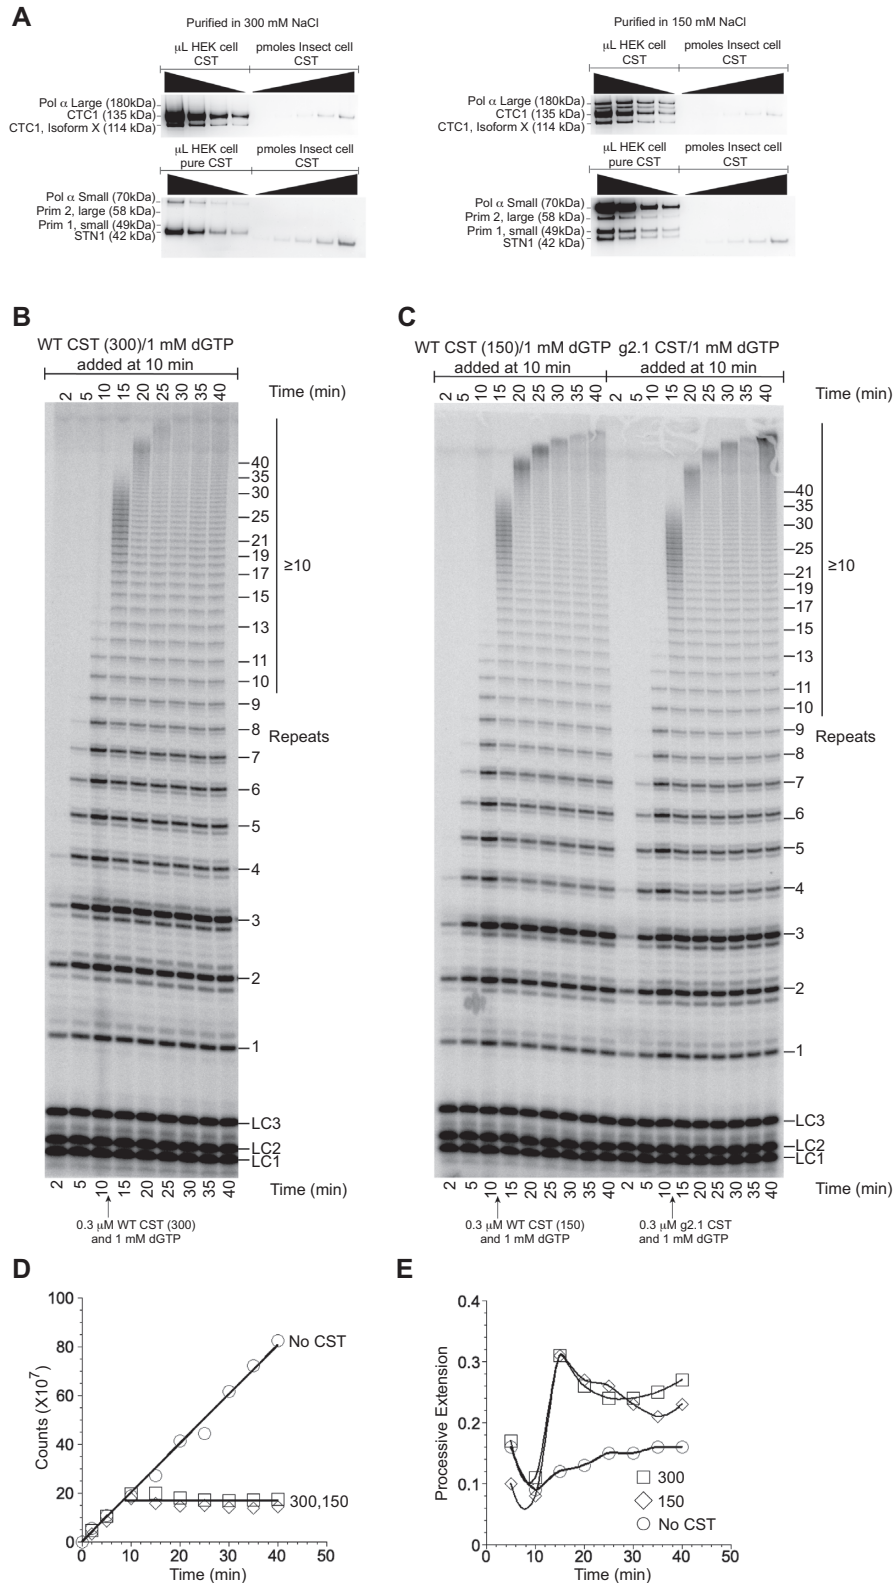 A
Purified in 300 mM NaCl
Purified in 150 mM NaCl
μL HEK cell CST
pmoles Insect cell CST
Pol α Large (180kDa)
CTC1 (135 kDa)
CTC1, Isoform X (114 kDa)
μL HEK cell pure CST
pmoles Insect cell CST
Pol α Small (70kDa)
Prim 2, large (58 kDa)
Prim 1, small (49kDa)
STN1 (42 kDa)
μL HEK cell CST
pmoles Insect cell CST
Pol α Large (180kDa)
CTC1 (135 kDa)
CTC1, Isoform X (114 kDa)
μL HEK cell pure CST
pmoles Insect cell CST
Pol α Small (70kDa)
Prim 2, large (58 kDa)
Prim 1, small (49kDa)
STN1 (42 kDa)
B
WT CST (300)/1 mM dGTP
added at 10 min
2 5 10 15 20 25 30 35 40
Time (min)
40
35
30
25
21
19
17
15
13
11
10
9
8
7
6
5
4
3
2
1
LC3
LC2
LC1
≥10
Repeats
2 5 10 15 20 25 30 35 40
Time (min)
0.3 μM WT CST (300)
and 1 mM dGTP
C
WT CST (150)/1 mM dGTP
added at 10 min
g2.1 CST/1 mM dGTP
added at 10 min
2 5 10 15 20 25 30 35 40 2 5 10 15 20 25 30 35 40
Time (min)
40
35
30
25
21
19
17
15
13
11
10
9
8
7
6
5
4
3
2
1
LC3
LC2
LC1
≥10
Repeats
2 5 10 15 20 25 30 35 40 2 5 10 15 20 25 30 35 40
Time (min)
0.3 μM WT CST (150)
and 1 mM dGTP
0.3 μM g2.1 CST
and 1 mM dGTP
D
Counts (X10⁷)
100
80
60
40
20
0
No CST
300,150
0 10 20 30 40 50
Time (min)
E
Processive Extension
0.4
0.3
0.2
0.1
0
300
150
No CST
0 10 20 30 40 50
Time (min)